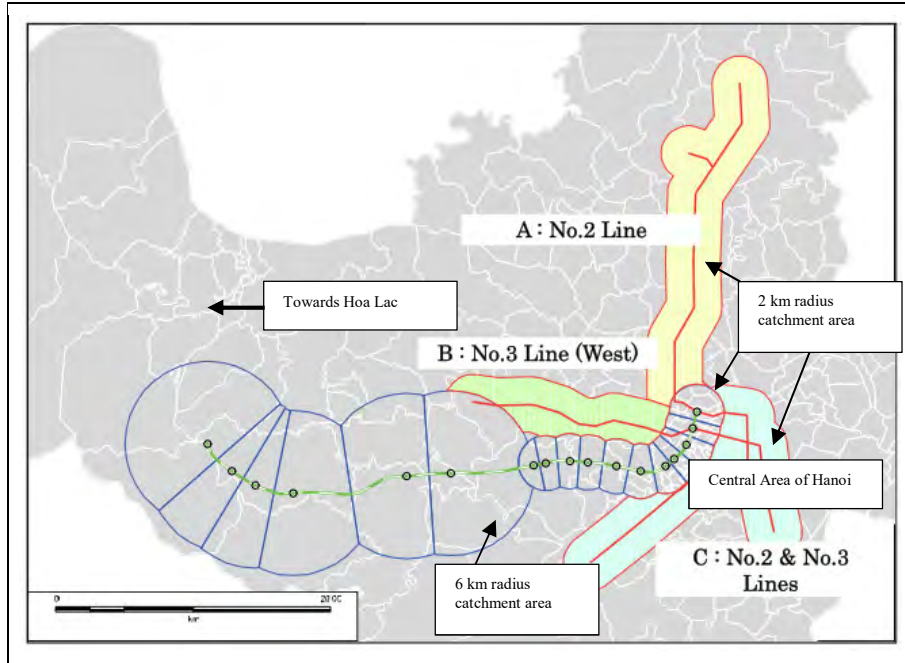 A : No.2 Line
Towards Hoa Lac
2 km radius
catchment area
B : No.3 Line (West)
Central Area of Hanoi
C : No.2 & No.3
Lines
6 km radius
catchment area
0
km